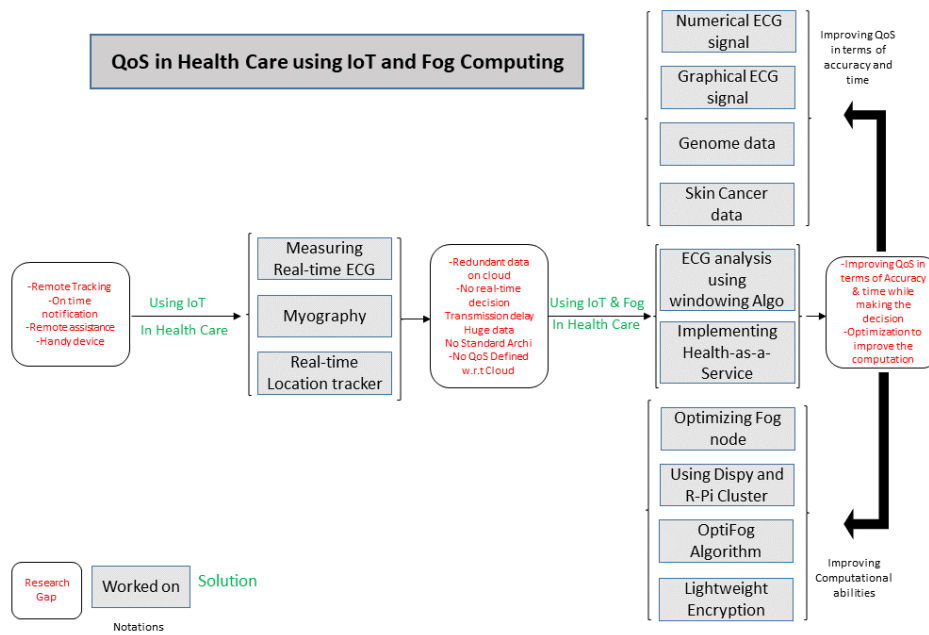 QoS in Health Care using IoT and Fog Computing
Numerical ECG
signal
Graphical ECG
signal
Genome data
Skin Cancer
data
Improving QoS
in terms of
accuracy and
time
-Remote Tracking
-On time
notification
-Remote assistance
-Handy device
Using IoT
In Health Care
Measuring
Real-time ECG
Myography
Real-time
Location tracker
-Redundant data
on cloud
-No real-time
decision
Transmission delay
Huge data
No Standard Archi
-No QoS Defined
w.r.t Cloud
Using IoT & Fog
In Health Care
ECG analysis
using
windowing Algo
Implementing
Health-as-a-
Service
-Improving QoS in
terms of Accuracy
& time while
making the
decision
-Optimization to
improve the
computation
Optimizing Fog
node
Using Dispy and
R-Pi Cluster
OptiFog
Algorithm
Lightweight
Encryption
Improving
Computational
abilities
Research
Gap
Worked on
Solution
Notations